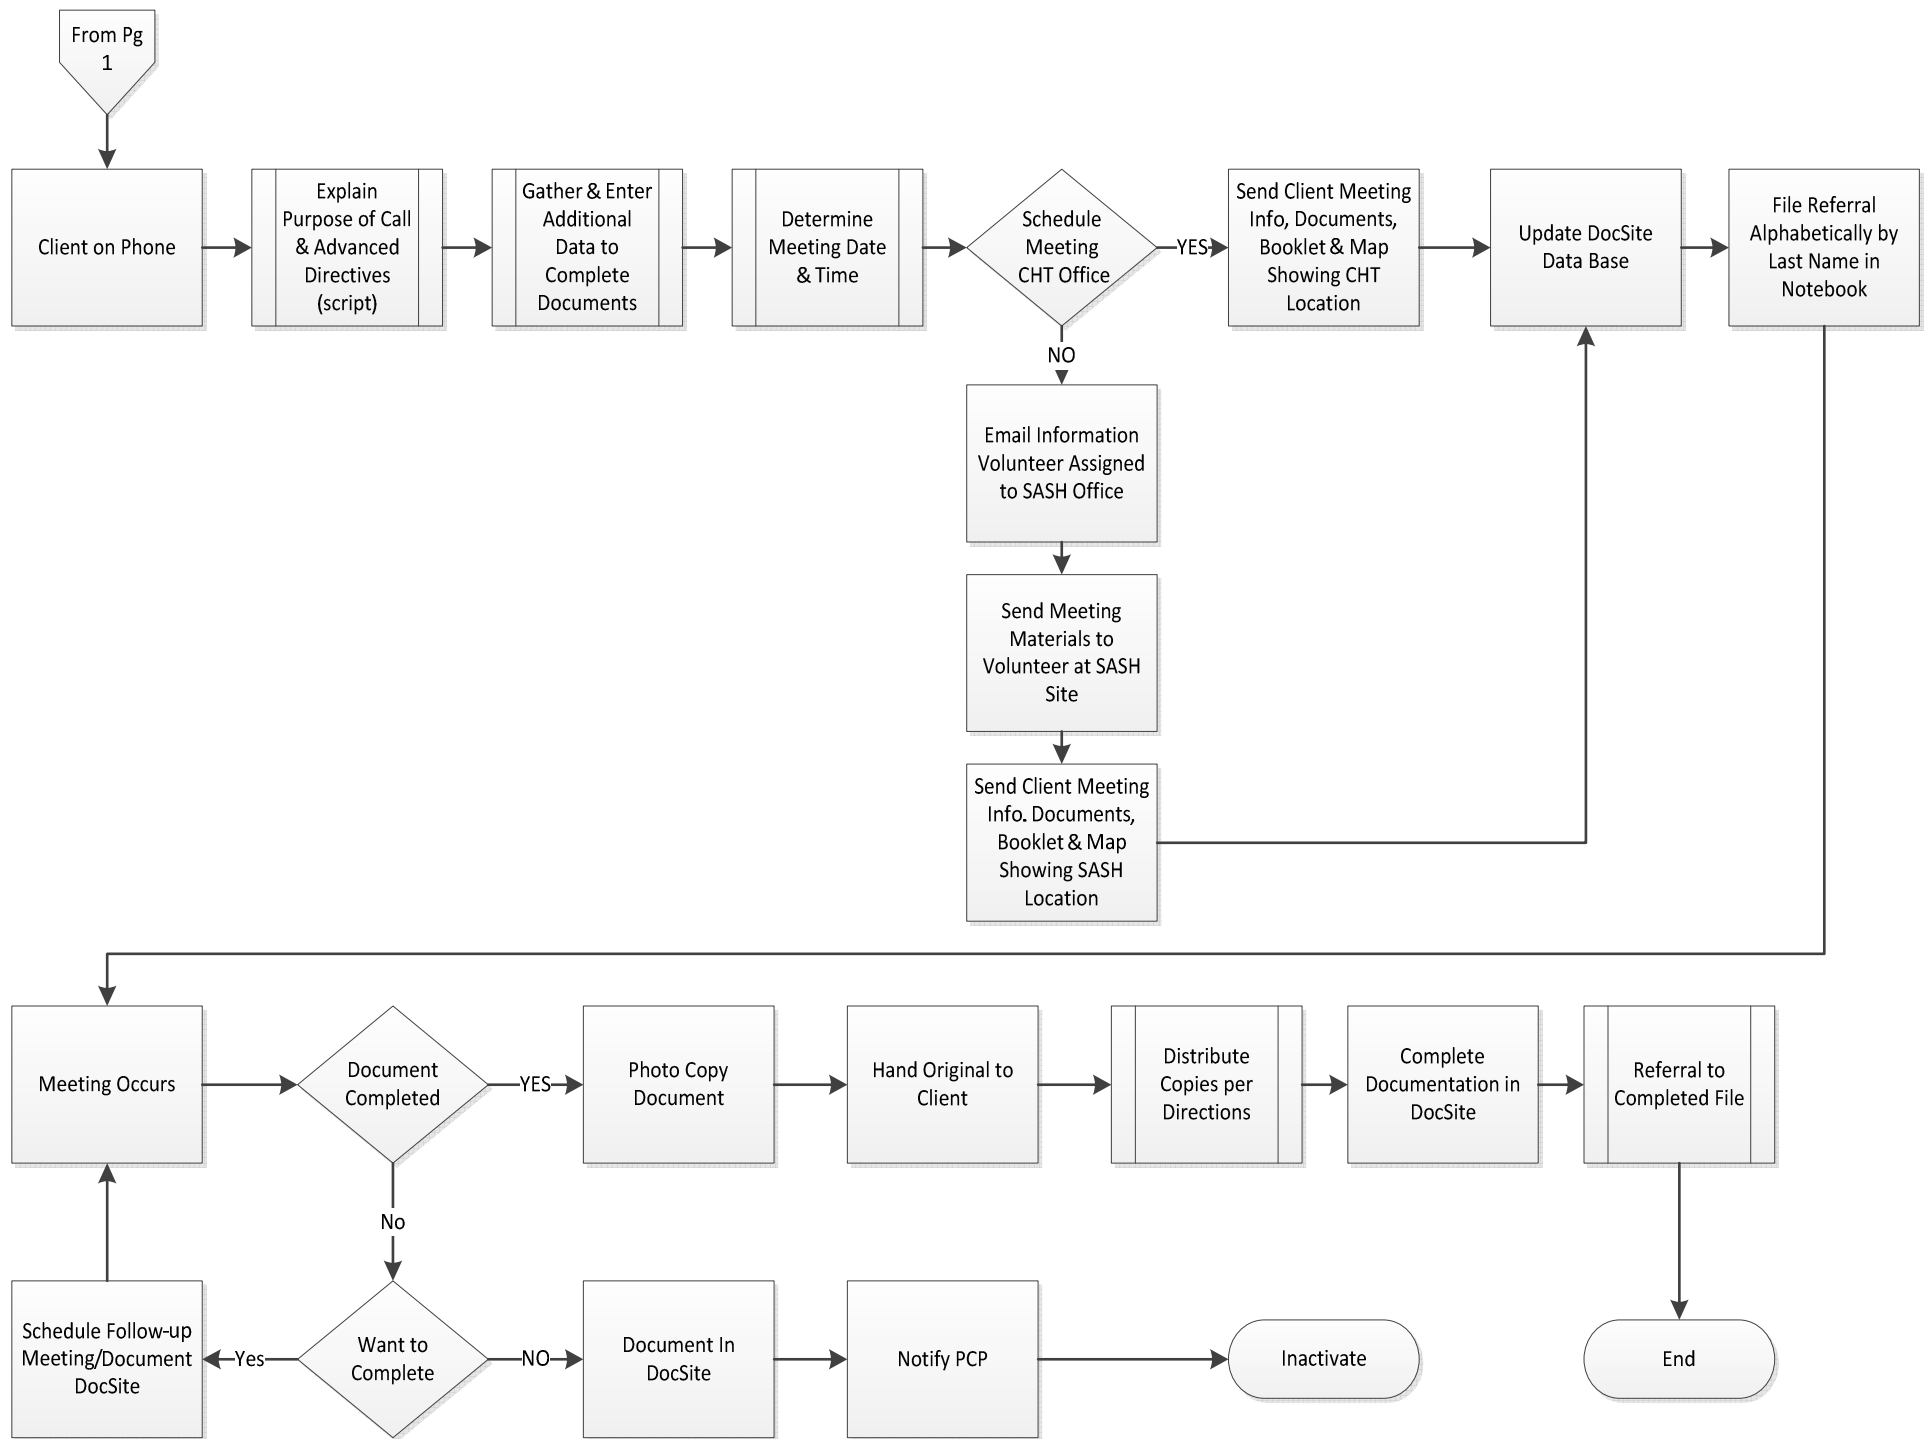 From Pg
1
Client on Phone
Explain
Purpose of Call
& Advanced
Directives
(script)
Gather & Enter
Additional
Data to
Complete
Documents
Determine
Meeting Date
& Time
Schedule
Meeting
CHT Office
YES
Send Client Meeting
Info, Documents,
Booklet & Map
Showing CHT
Location
Update DocSite
Data Base
File Referral
Alphabetically by
Last Name in
Notebook
NO
Email Information
Volunteer Assigned
to SASH Office
Send Meeting
Materials to
Volunteer at SASH
Site
Send Client Meeting
Info. Documents,
Booklet & Map
Showing SASH
Location
Meeting Occurs
Document
Completed
YES
Photo Copy
Document
Hand Original to
Client
Distribute
Copies per
Directions
Complete
Documentation in
DocSite
Referral to
Completed File
No
Schedule Follow-up
Meeting/Document
DocSite
Yes
Want to
Complete
NO
Document In
DocSite
Notify PCP
Inactivate
End